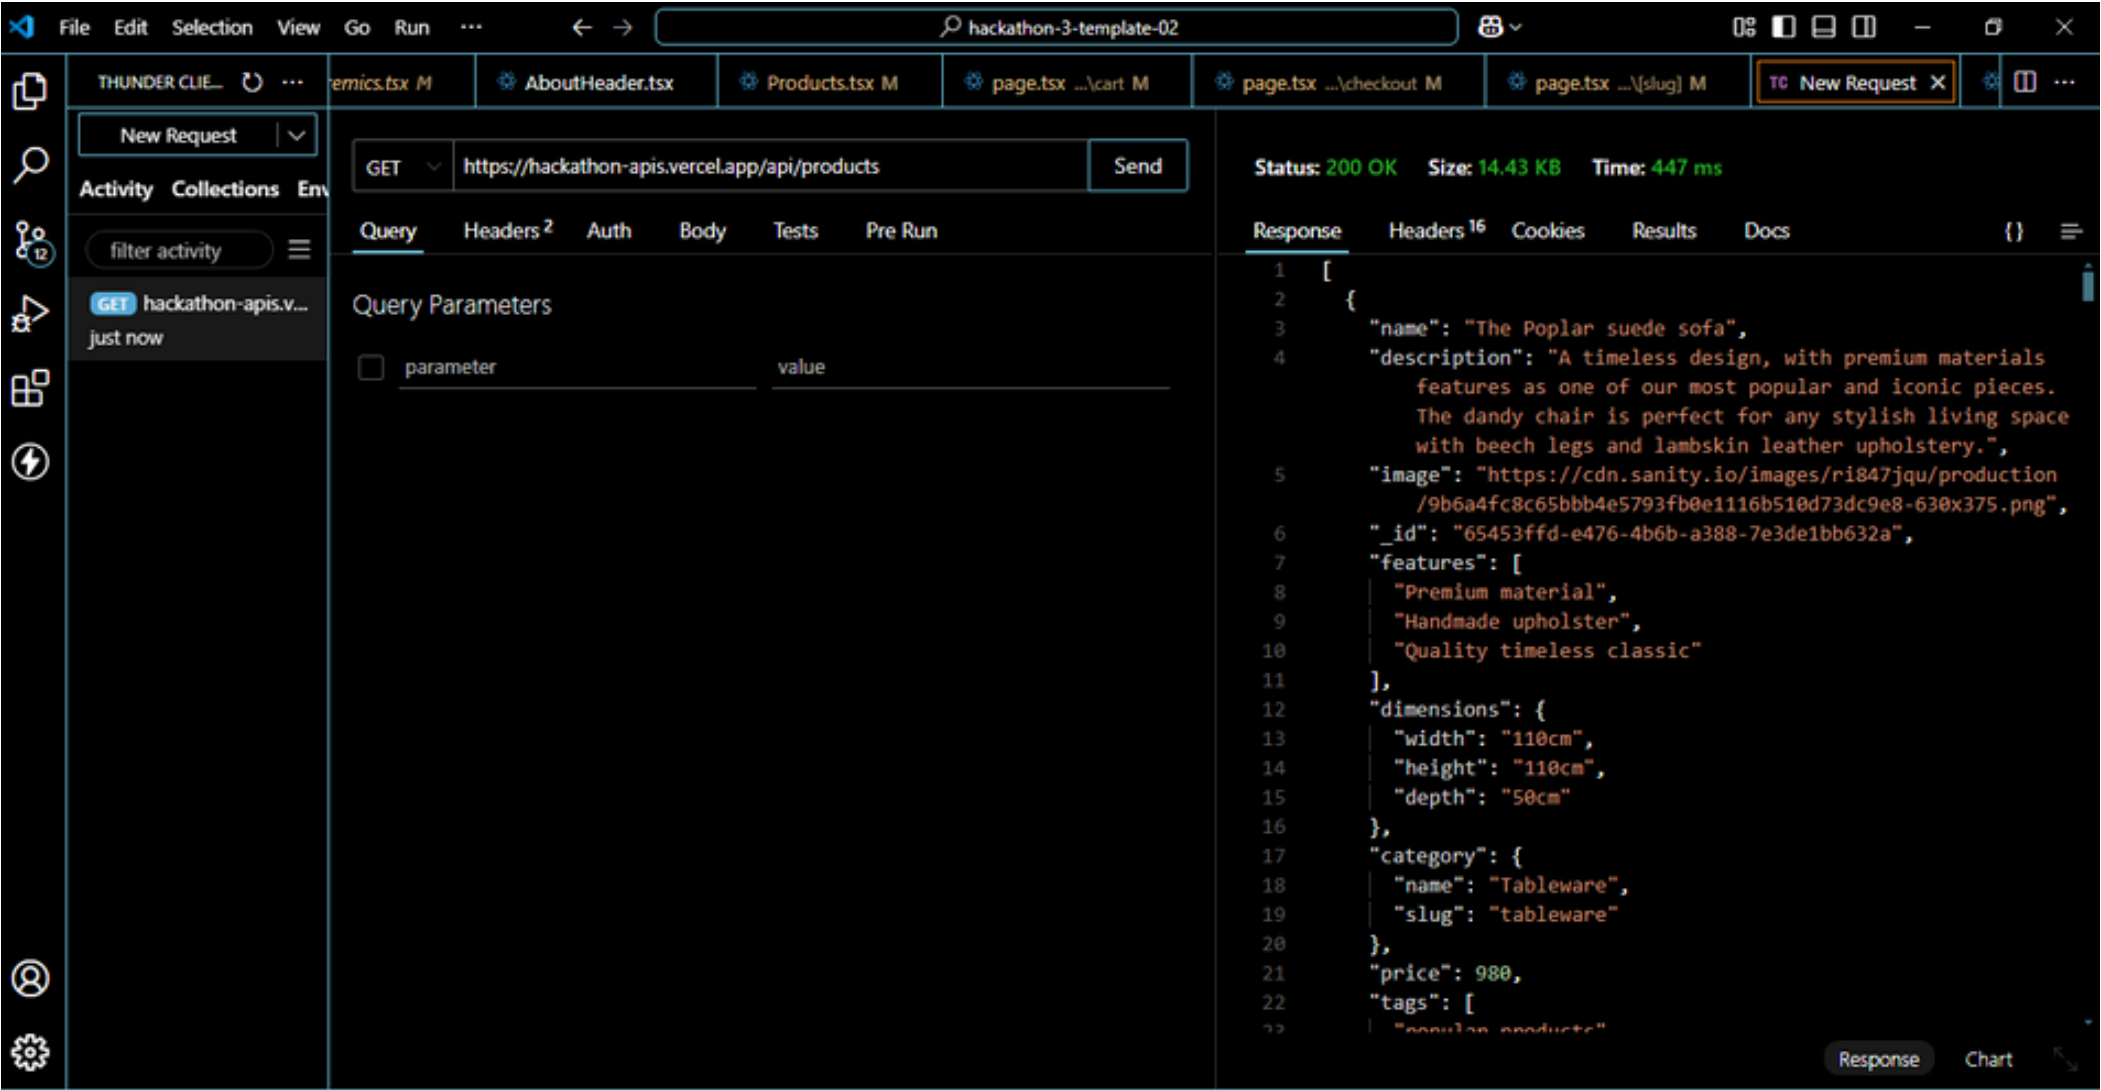 File Edit Selection View Go Run ...
hackathon-3-template-02
THUNDER CLIE... ...
emics.tsx M
AboutHeader.tsx
Products.tsx M
page.tsx ...\cart M
page.tsx ...\checkout M
page.tsx ...\[slug] M
TC New Request
...
New Request
Activity Collections Env
filter activity
GET hackathon-apis.v...
just now
12
GET https://hackathon-apis.vercel.app/api/products Send
Query Headers 2 Auth Body Tests Pre Run
Query Parameters
parameter value
Status: 200 OK Size: 14.43 KB Time: 447 ms
Response Headers 16 Cookies Results Docs {}
1 [
2 {
3 "name": "The Poplar suede sofa",
4 "description": "A timeless design, with premium materials
features as one of our most popular and iconic pieces.
The dandy chair is perfect for any stylish living space
with beech legs and lambskin leather upholstery.",
5 "image": "https://cdn.sanity.io/images/ri847jqu/production
/9b6a4fc8c65bbb4e5793fb0e1116b510d73dc9e8-630x375.png",
6 "_id": "65453ffd-e476-4b6b-a388-7e3de1bb632a",
7 "features": [
8 "Premium material",
9 "Handmade upholster",
10 "Quality timeless classic"
11 ],
12 "dimensions": {
13 "width": "110cm",
14 "height": "110cm",
15 "depth": "50cm"
16 },
17 "category": {
18 "name": "Tableware",
19 "slug": "tableware"
20 },
21 "price": 980,
22 "tags": [
23 "popular products"
Response Chart